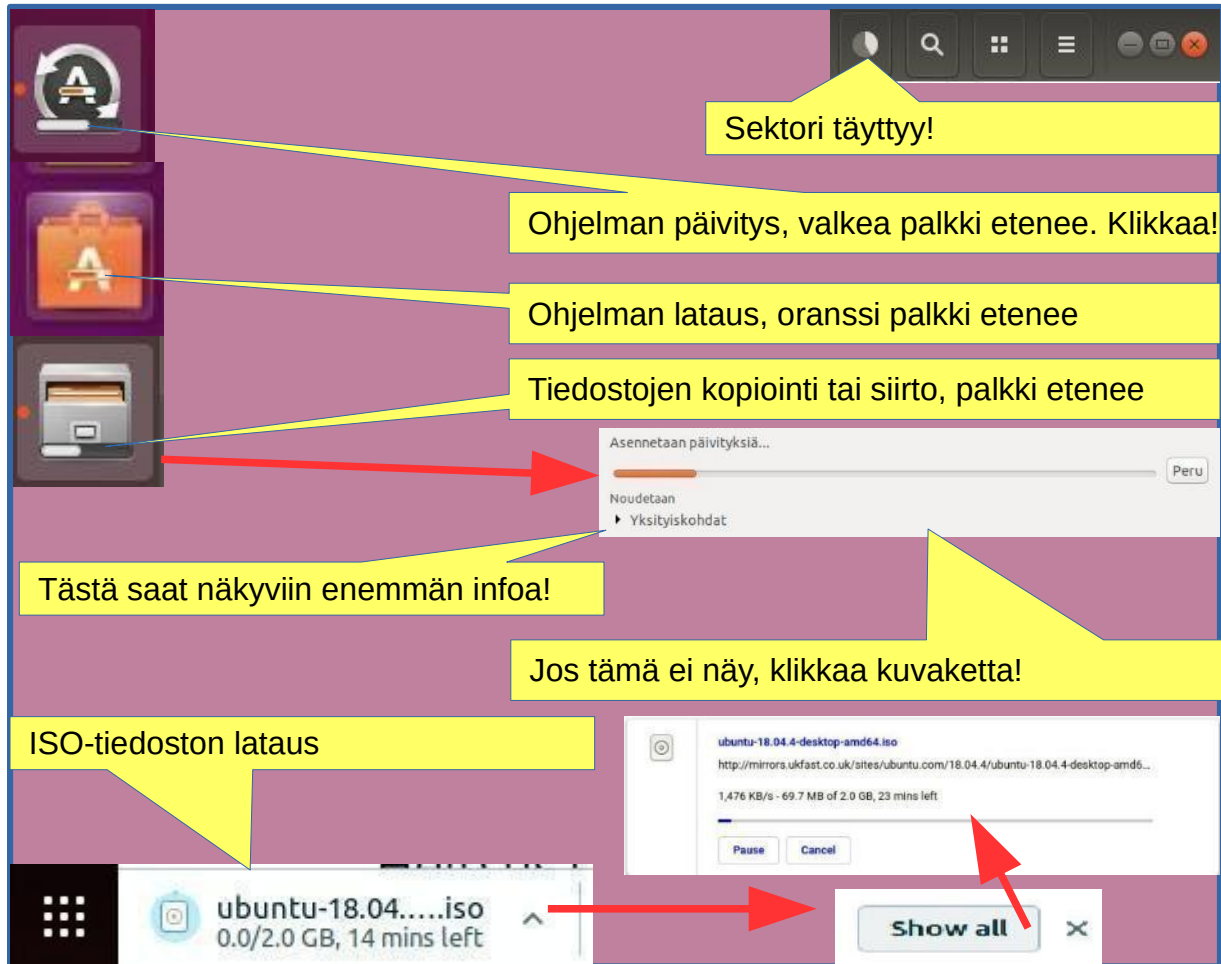 Sektori täyttyy!
Ohjelman päivitys, valkea palkki etenee. Klikkaa!
Ohjelman lataus, oranssi palkki etenee
Tiedostojen kopiointi tai siirto, palkki etenee
Asennetaan päivityksiä...
Peru
Noudetaan
Yksityiskohdat
Tästä saat näkyviin enemmän infoa!
Jos tämä ei näy, klikkaa kuvaketta!
ISO-tiedoston lataus
ubuntu-18.04.4-desktop-amd64.iso
http://mirrors.ukfast.co.uk/sites/ubuntu.com/18.04.4/ubuntu-18.04.4-desktop-amd6...
1,476 KB/s - 69.7 MB of 2.0 GB, 23 mins left
Pause Cancel
ubuntu-18.04.....iso
0.0/2.0 GB, 14 mins left
Show all